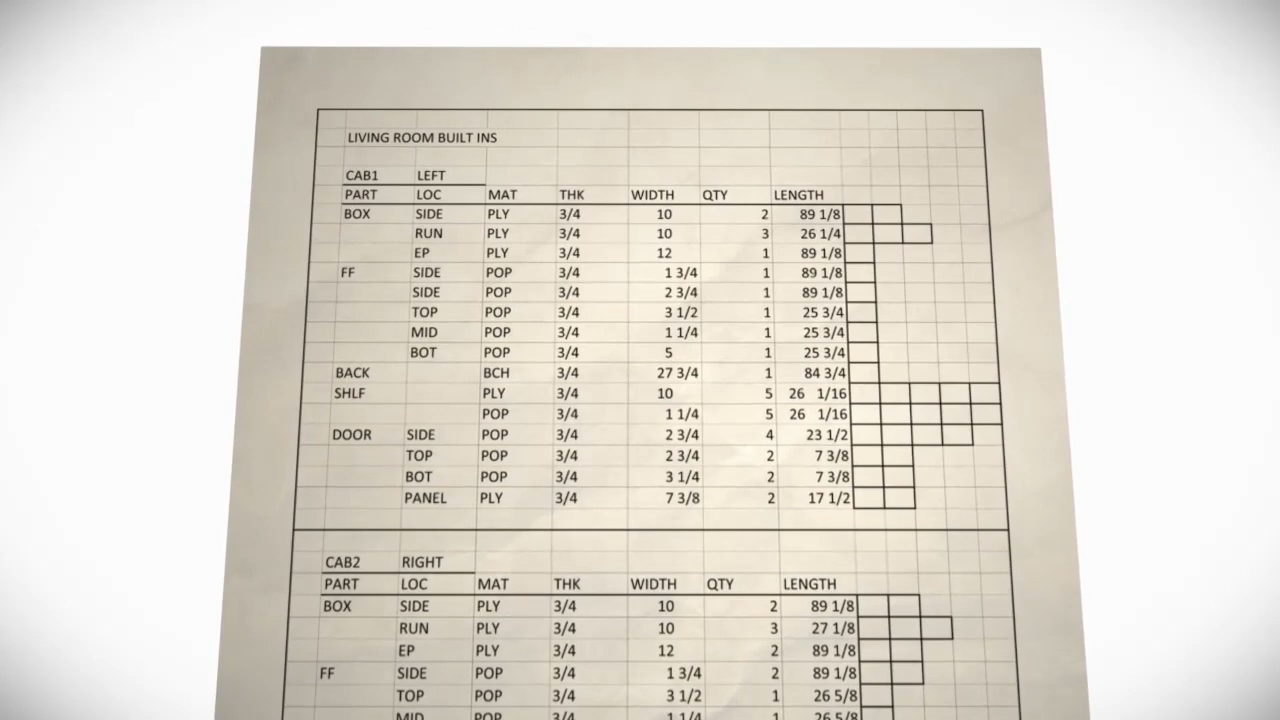 LIVING ROOM BUILT INS
CAB1 LEFT
PART LOC MAT THK WIDTH QTY LENGTH
BOX SIDE PLY 3/4 10 2 89 1/8
RUN PLY 3/4 10 3 26 1/4
EP PLY 3/4 12 1 89 1/8
FF SIDE POP 3/4 1 3/4 1 89 1/8
SIDE POP 3/4 2 3/4 1 89 1/8
TOP POP 3/4 3 1/2 1 25 3/4
MID POP 3/4 1 1/4 1 25 3/4
BOT POP 3/4 5 1 25 3/4
BACK BCH 3/4 27 3/4 1 84 3/4
SHLF PLY 3/4 10 5 26 1/16
POP 3/4 1 1/4 5 26 1/16
DOOR SIDE POP 3/4 2 3/4 4 23 1/2
TOP POP 3/4 2 3/4 2 7 3/8
BOT POP 3/4 3 1/4 2 7 3/8
PANEL PLY 3/4 7 3/8 2 17 1/2
CAB2 RIGHT
PART LOC MAT THK WIDTH QTY LENGTH
BOX SIDE PLY 3/4 10 2 89 1/8
RUN PLY 3/4 10 3 27 1/8
EP PLY 3/4 12 2 89 1/8
FF SIDE POP 3/4 1 3/4 2 89 1/8
TOP POP 3/4 3 1/2 1 26 5/8
MID POP 3/4 1 1/4 1 26 5/8